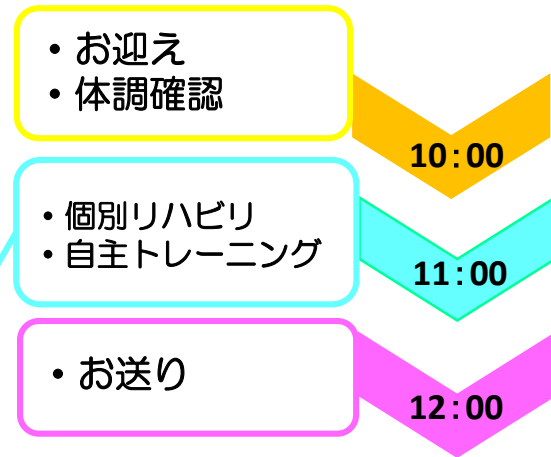 ・お迎え
・体調確認
10:00
・個別リハビリ
・自主トレーニング
11:00
・お送り
12:00